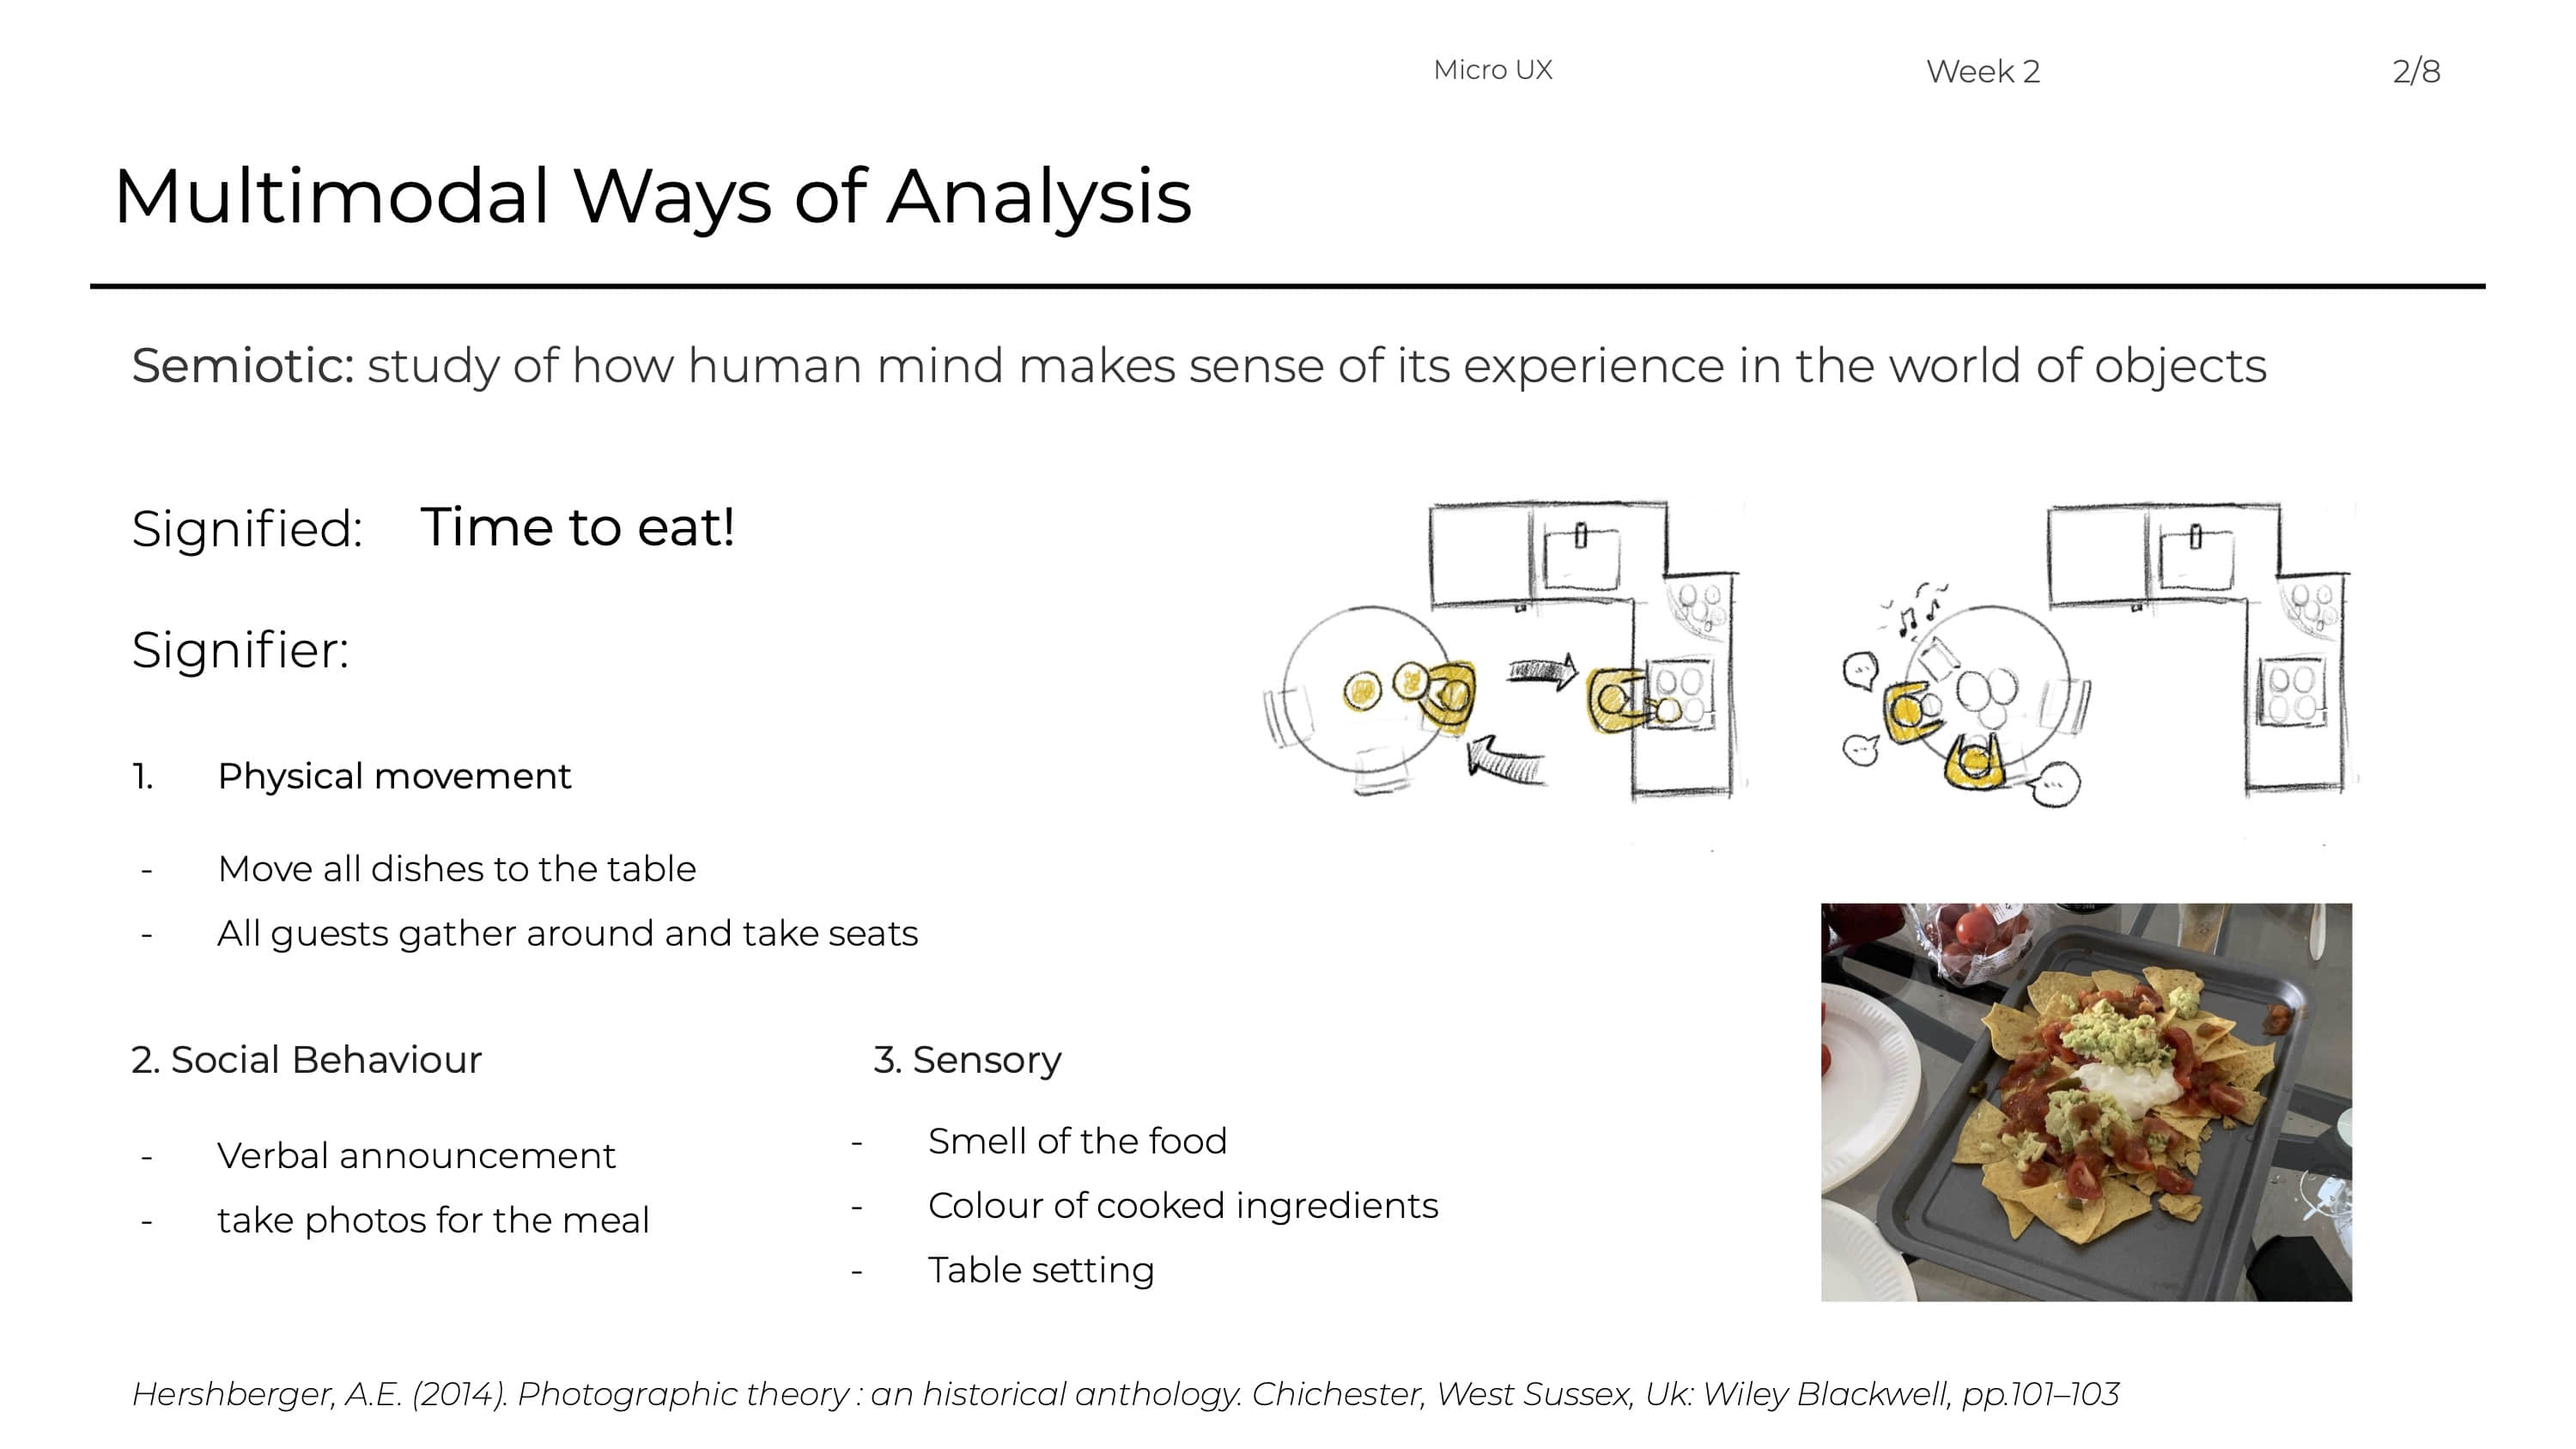 Micro UX
Week 2
2/8
Multimodal Ways of Analysis
Semiotic: study of how human mind makes sense of its experience in the world of objects
Signified: Time to eat!
Signifier:
1. Physical movement
- Move all dishes to the table
- All guests gather around and take seats
2. Social Behaviour
- Verbal announcement
- take photos for the meal
3. Sensory
- Smell of the food
- Colour of cooked ingredients
- Table setting
Hershberger, A.E. (2014). Photographic theory : an historical anthology. Chichester, West Sussex, Uk: Wiley Blackwell, pp.101–103